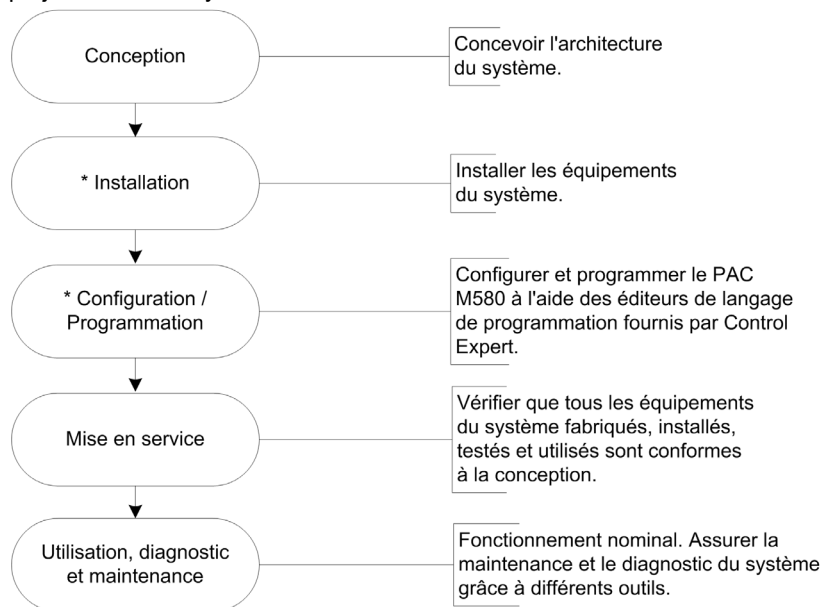 Conception
Concevoir l'architecture
du système.
* Installation
Installer les équipements
du système.
* Configuration /
Programmation
Configurer et programmer le PAC
M580 à l'aide des éditeurs de langage
de programmation fournis par Control
Expert.
Mise en service
Vérifier que tous les équipements
du système fabriqués, installés,
testés et utilisés sont conformes
à la conception.
Utilisation, diagnostic
et maintenance
Fonctionnement nominal. Assurer la
maintenance et le diagnostic du système
grâce à différents outils.